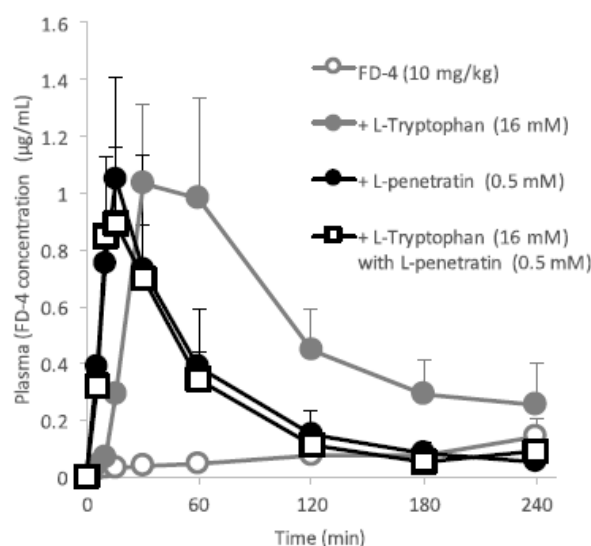 1.6
1.4
1.2
1
0.8
0.6
0.4
0.2
0
Plasma (FD-4 concentration (µg/mL)
0 60 120 180 240
Time (min)
FD-4 (10 mg/kg)
+ L-Tryptophan (16 mM)
+ L-penetratin (0.5 mM)
+ L-Tryptophan (16 mM)
with L-penetratin (0.5 mM)